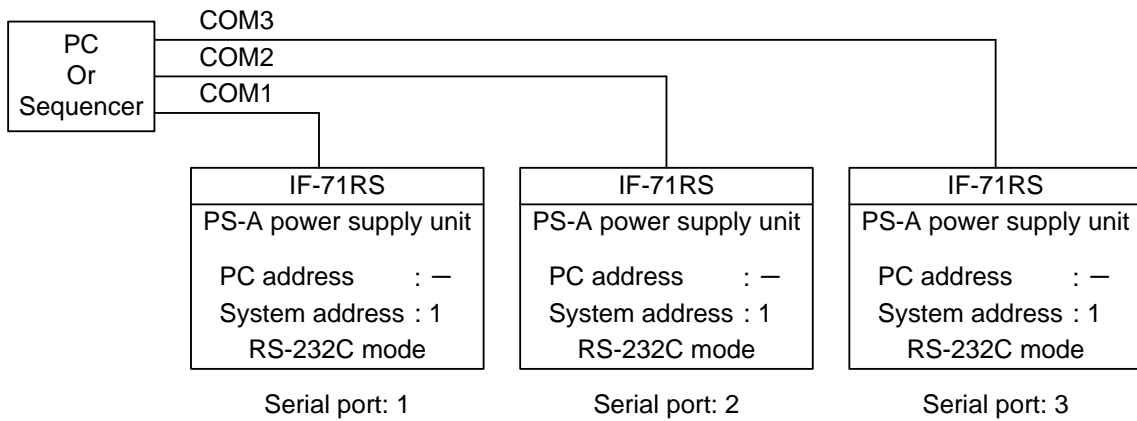 PC
Or
Sequencer
COM3
COM2
COM1
IF-71RS
PS-A power supply unit
PC address : －
System address : 1
RS-232C mode
Serial port: 1
IF-71RS
PS-A power supply unit
PC address : －
System address : 1
RS-232C mode
Serial port: 2
IF-71RS
PS-A power supply unit
PC address : －
System address : 1
RS-232C mode
Serial port: 3